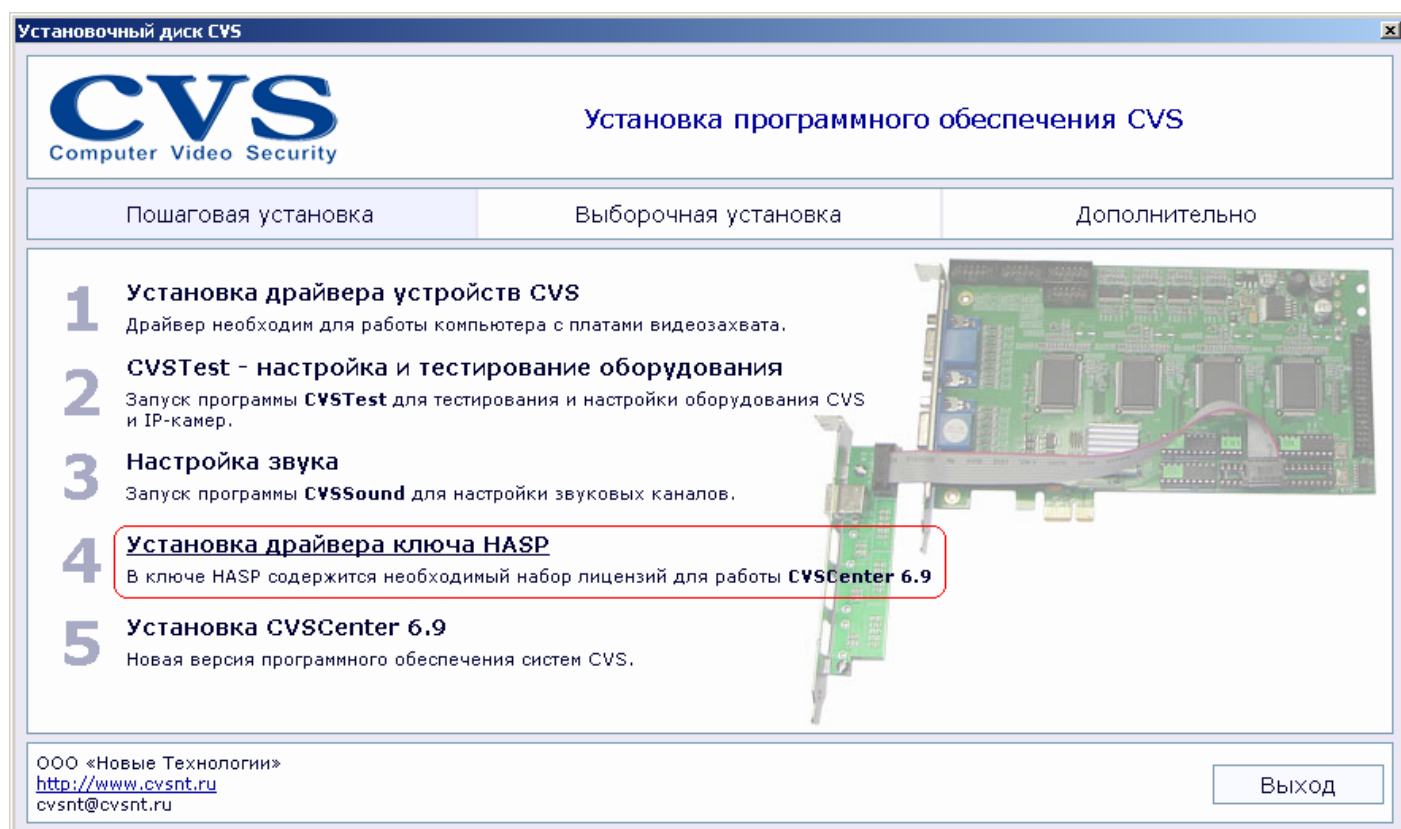 Установочный диск CVS
CVS
Computer Video Security
Установка программного обеспечения CVS
Пошаговая установка
Выборочная установка
Дополнительно
1
Установка драйвера устройств CVS
Драйвер необходим для работы компьютера с платами видеозахвата.
2
CVSTest - настройка и тестирование оборудования
Запуск программы CVSTest для тестирования и настройки оборудования CVS
и IP-камер.
3
Настройка звука
Запуск программы CVSSound для настройки звуковых каналов.
4
Установка драйвера ключа HASP
В ключе HASP содержится необходимый набор лицензий для работы CVSCenter 6.9
5
Установка CVSCenter 6.9
Новая версия программного обеспечения систем CVS.
ООО «Новые Технологии»
http://www.cvsnt.ru
cvsnt@cvsnt.ru
Выход